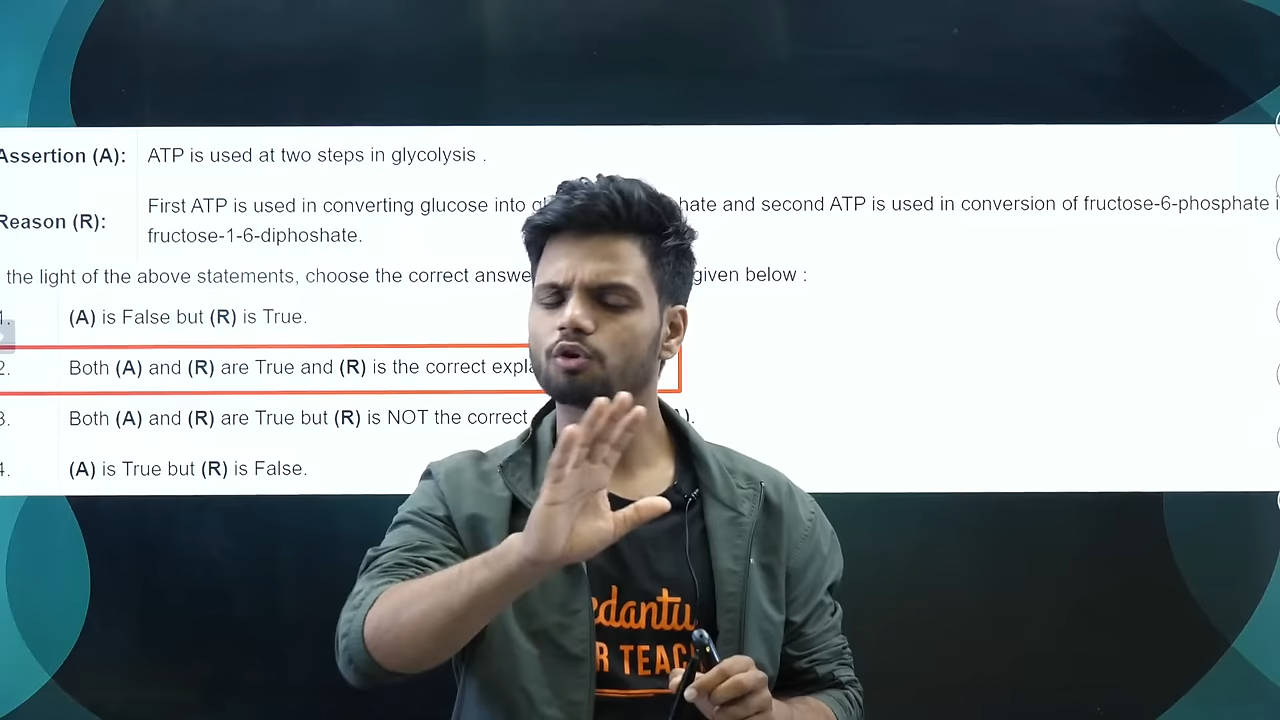 Assertion (A):
ATP is used at two steps in glycolysis .
Reason (R):
First ATP is used in converting glucose into hate and second ATP is used in conversion of fructose-6-phosphate
fructose-1-6-diphoshate.
the light of the above statements, choose the correct answe given below :
1. (A) is False but (R) is True.
2. Both (A) and (R) are True and (R) is the correct expla
3. Both (A) and (R) are True but (R) is NOT the correct ).
4. (A) is True but (R) is False.
edantu
R TEAC